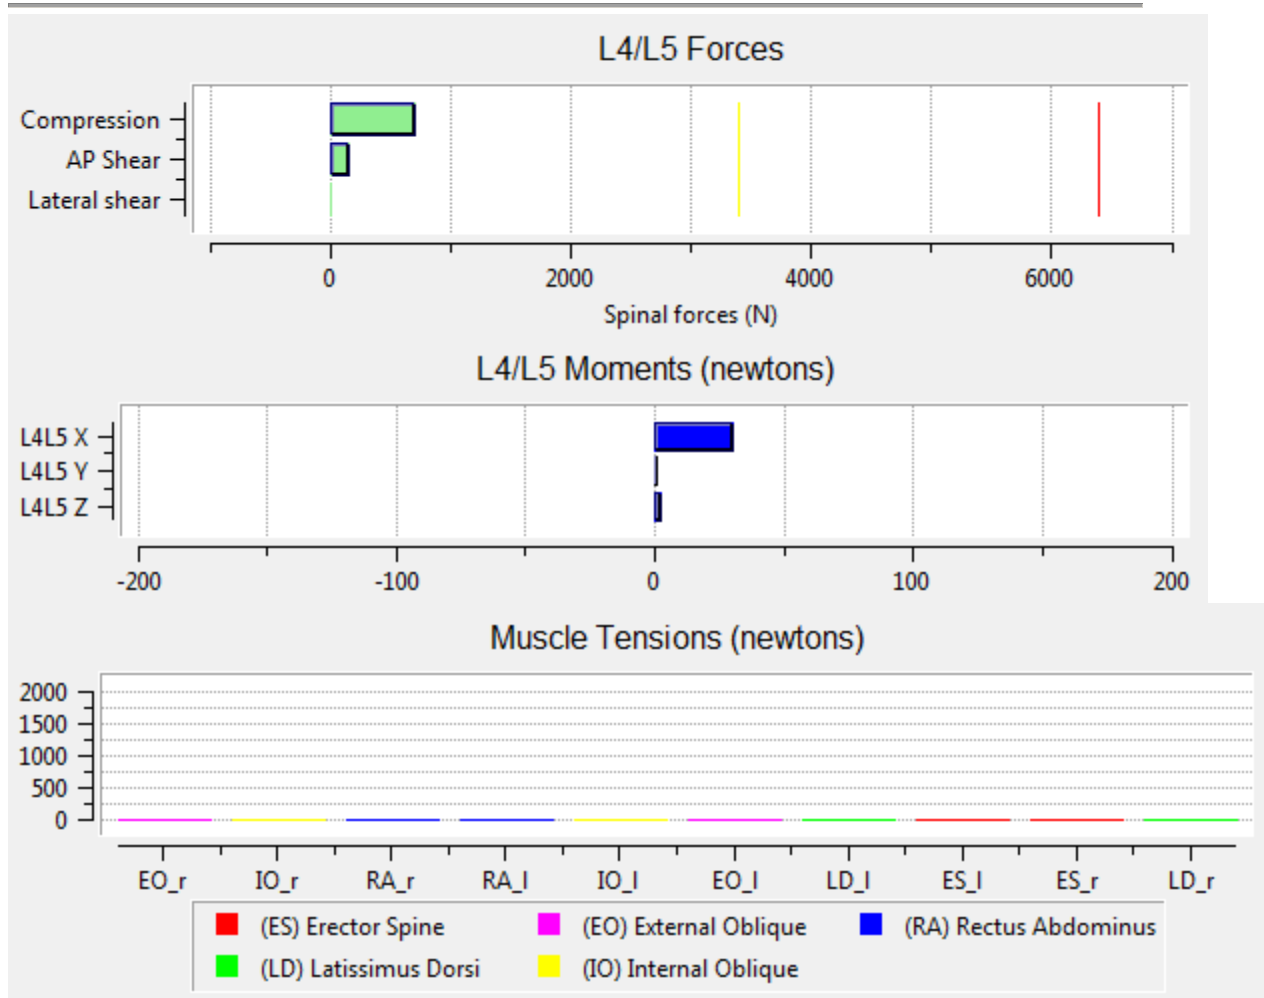 L4/L5 Forces
Compression
AP Shear
Lateral shear
0 2000 4000 6000
Spinal forces (N)
L4/L5 Moments (newtons)
L4L5 X
L4L5 Y
L4L5 Z
-200 -100 0 100 200
Muscle Tensions (newtons)
2000
1500
1000
500
0
EO_r IO_r RA_r RA_l IO_l EO_l LD_l ES_l ES_r LD_r
(ES) Erector Spine (EO) External Oblique (RA) Rectus Abdominus
(LD) Latissimus Dorsi (IO) Internal Oblique